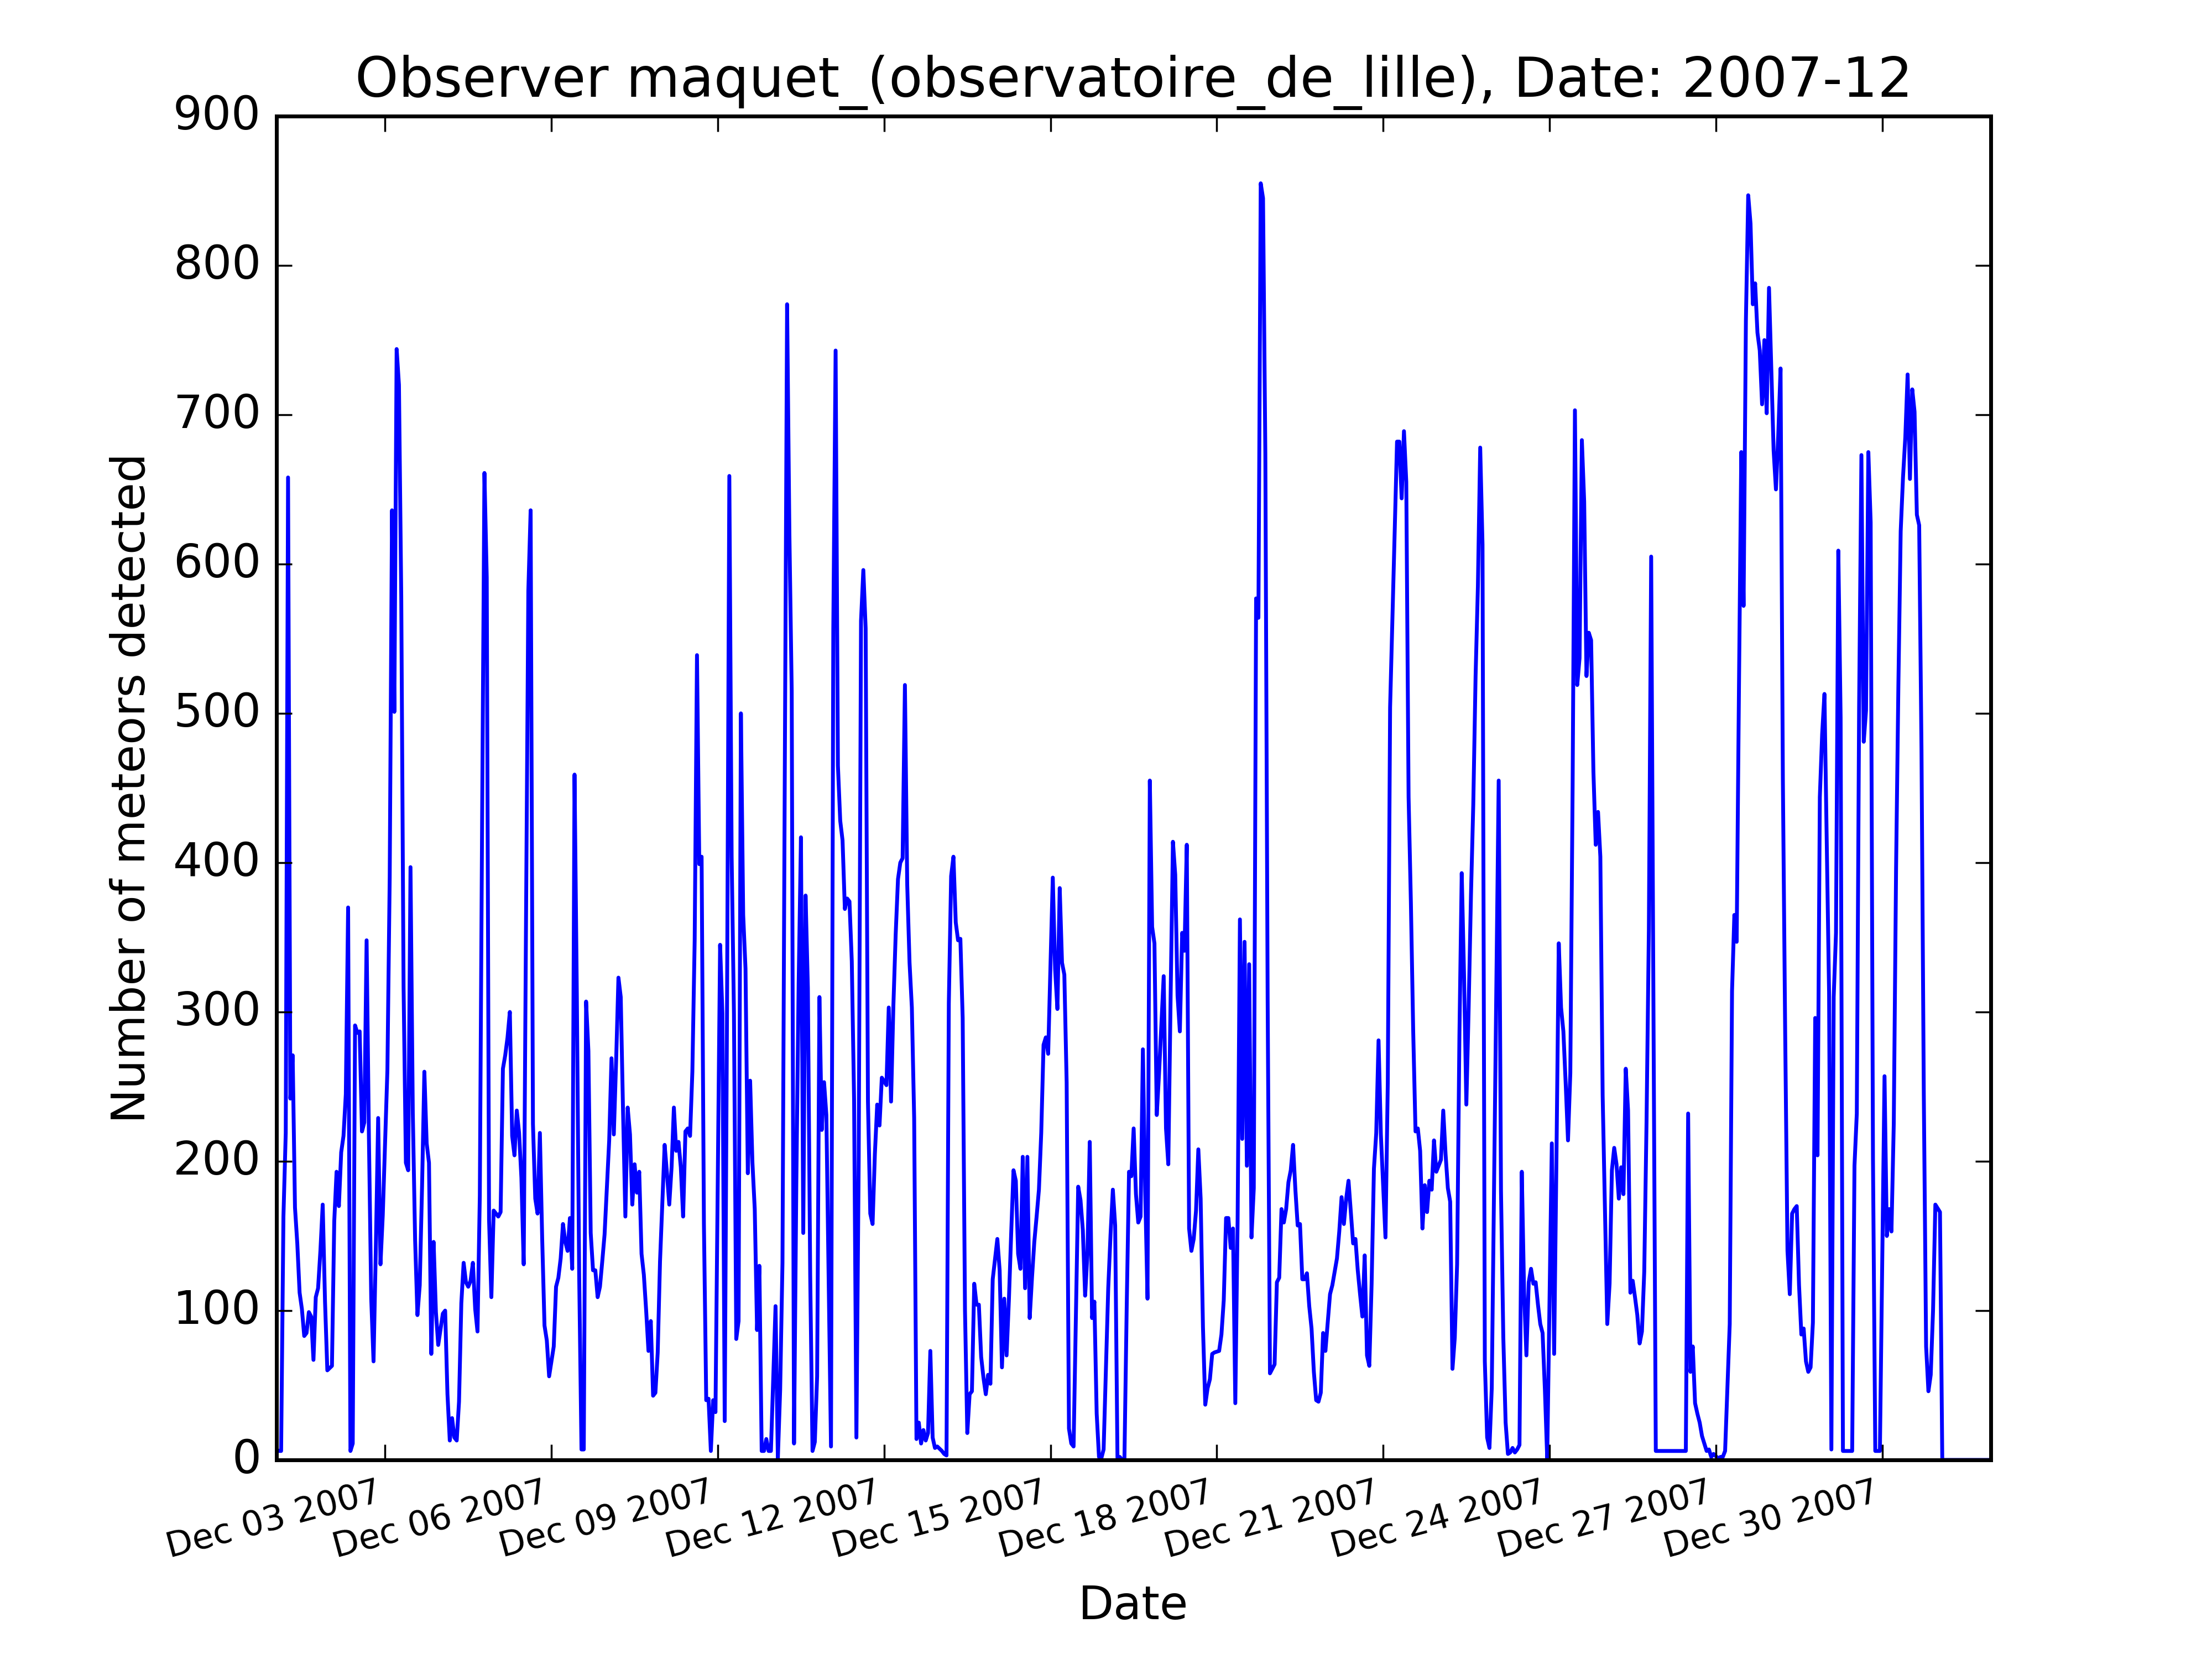 Observer maquet_(observatoire_de_lille), Date: 2007-12
900
800
700
600
500
400
300
200
100
0
Number of meteors detected
Dec 03 2007
Dec 06 2007
Dec 09 2007
Dec 12 2007
Dec 15 2007
Dec 18 2007
Dec 21 2007
Dec 24 2007
Dec 27 2007
Dec 30 2007
Date